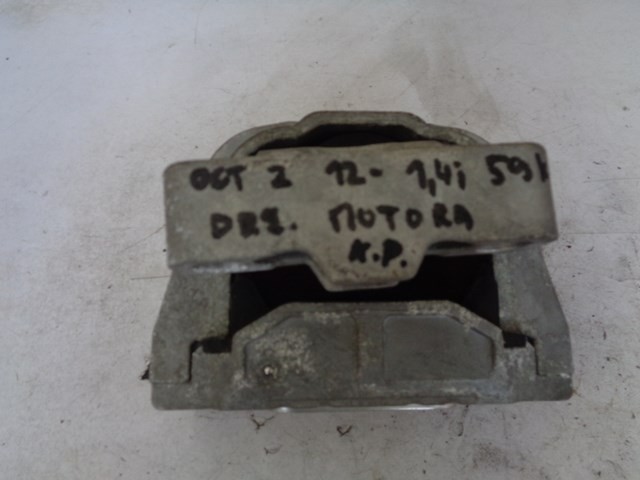 OCT 2 12- 1,4i 59k
DRŽ. MOTORA
K.P.